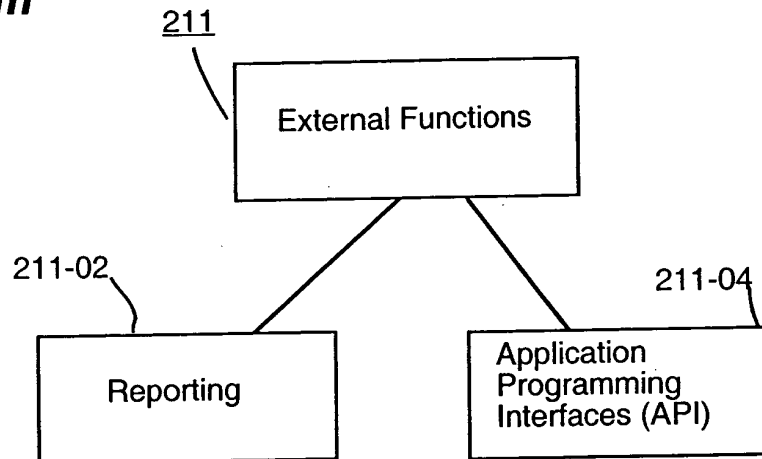 211
External Functions
211-02
211-04
Reporting
Application
Programming
Interfaces (API)